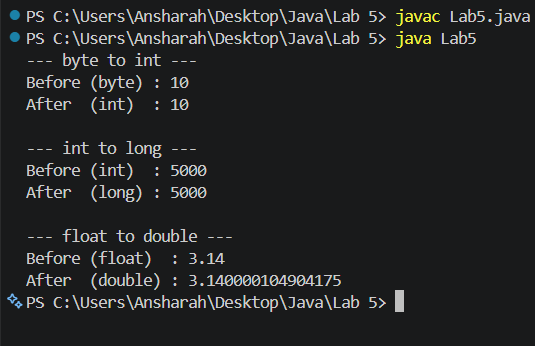 PS C:\Users\Ansharah\Desktop\Java\Lab 5> javac Lab5.java
PS C:\Users\Ansharah\Desktop\Java\Lab 5> java Lab5
--- byte to int ---
Before (byte) : 10
After  (int)  : 10

--- int to long ---
Before (int)  : 5000
After  (long) : 5000

--- float to double ---
Before (float)  : 3.14
After  (double) : 3.140000104904175
PS C:\Users\Ansharah\Desktop\Java\Lab 5>